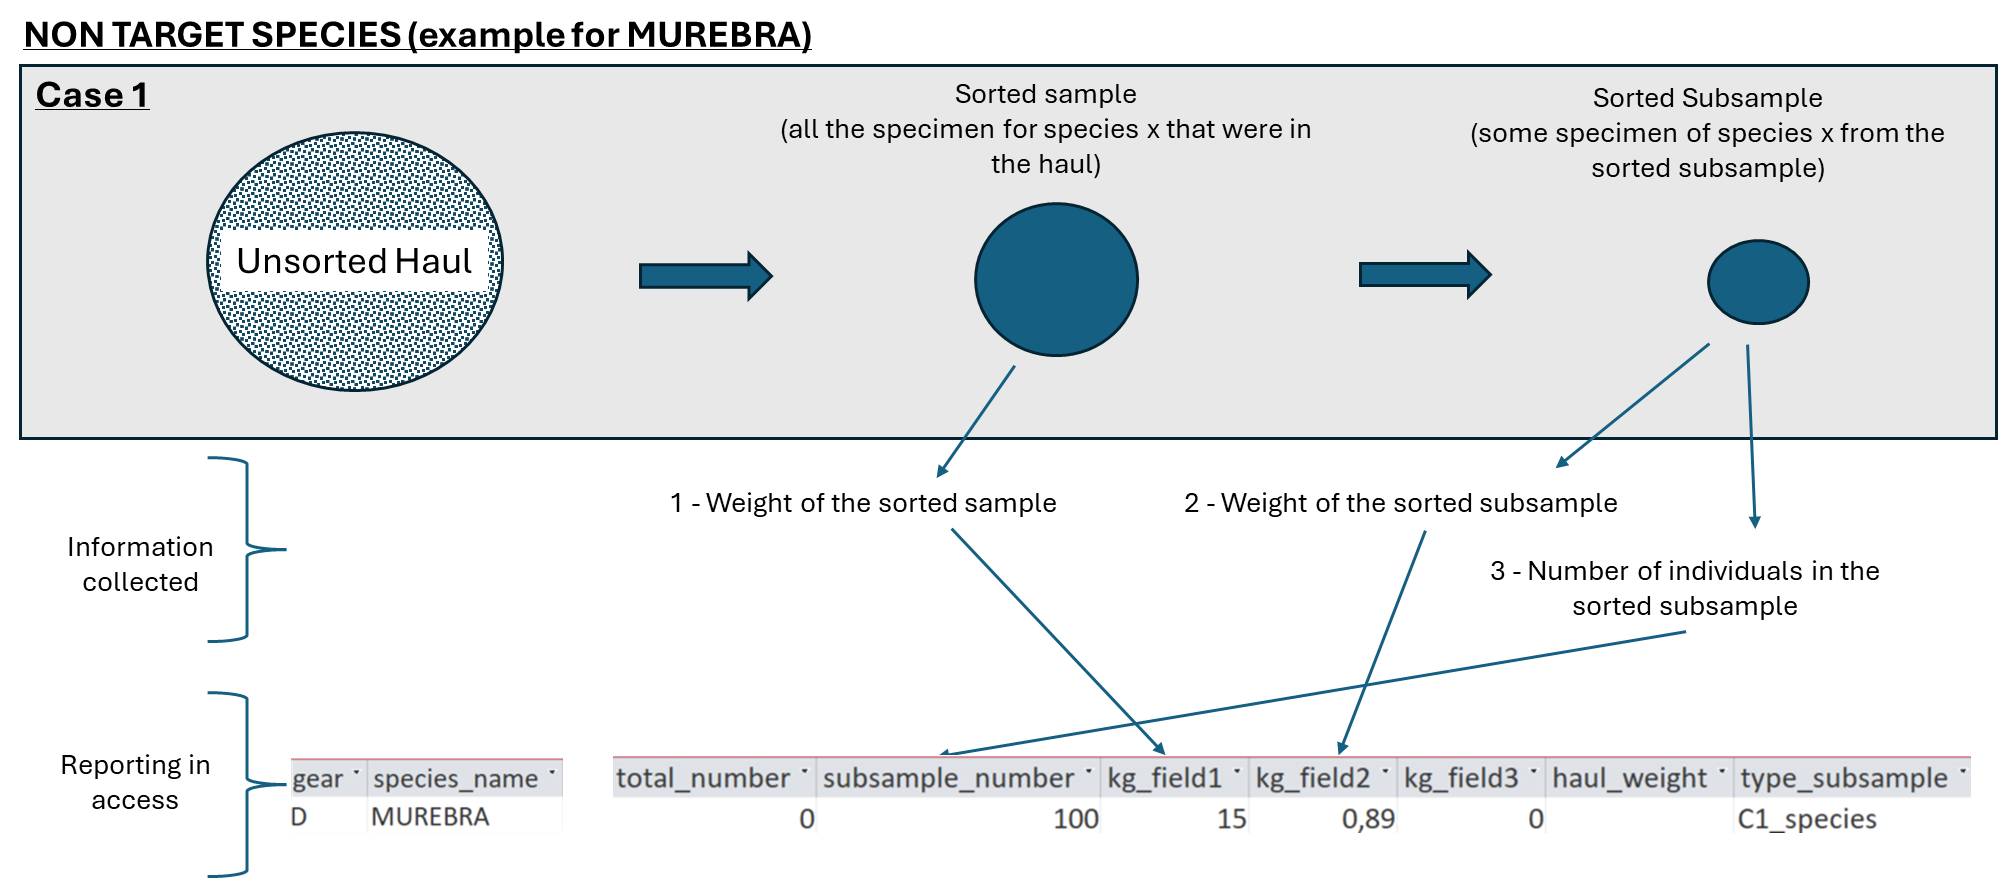 NON TARGET SPECIES (example for MUREBRA)
Case 1
Unsorted Haul
Sorted sample
(all the specimen for species x that were in
the haul)
Sorted Subsample
(some specimen of species x from the
sorted subsample)
Information
collected
1 - Weight of the sorted sample
2 - Weight of the sorted subsample
3 - Number of individuals in the
sorted subsample
Reporting in
access
gear species_name total_number subsample_number kg_field1 kg_field2 kg_field3 haul_weight type_subsample
D MUREBRA 0 100 15 0,89 0 C1_species